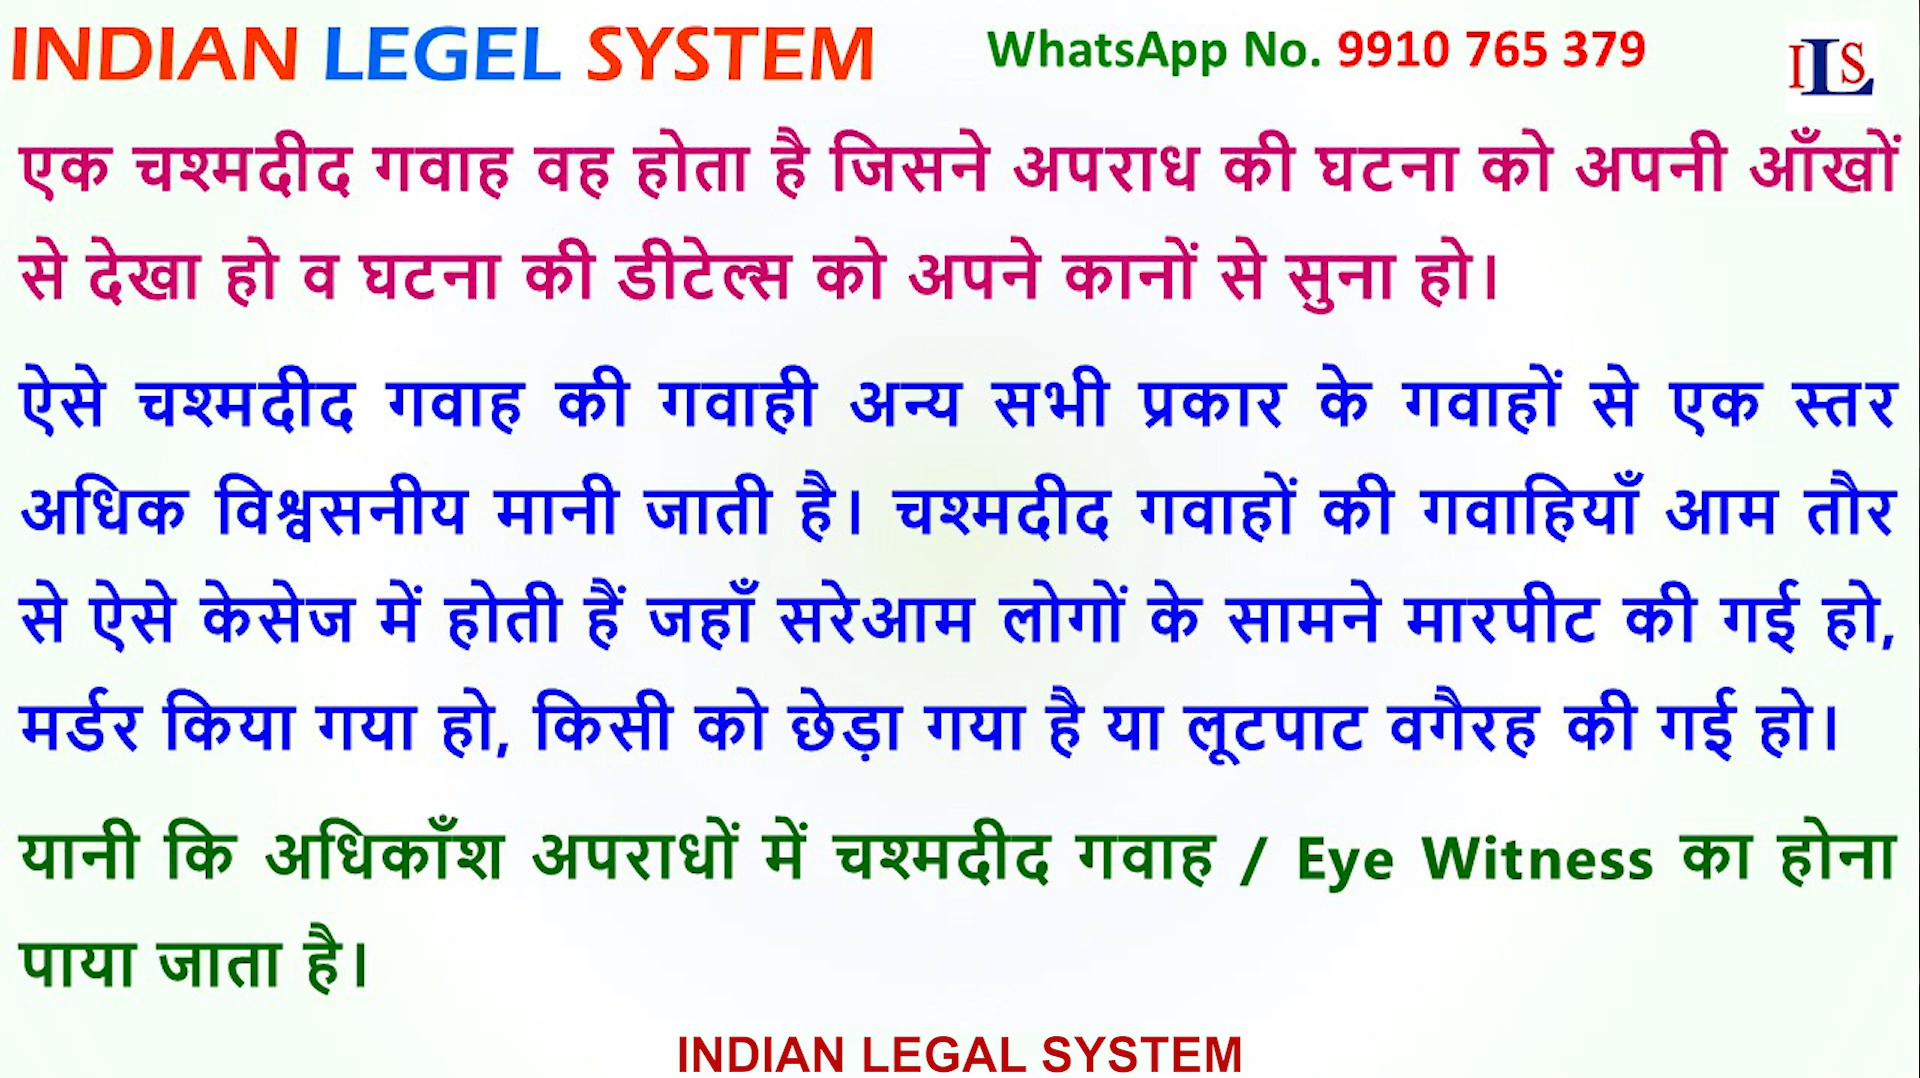 INDIAN LEGEL SYSTEM WhatsApp No. 9910 765 379 ILS
एक चश्मदीद गवाह वह होता है जिसने अपराध की घटना को अपनी आँखों
से देखा हो व घटना की डीटेल्स को अपने कानों से सुना हो।
ऐसे चश्मदीद गवाह की गवाही अन्य सभी प्रकार के गवाहों से एक स्तर
अधिक विश्वसनीय मानी जाती है। चश्मदीद गवाहों की गवाहियाँ आम तौर
से ऐसे केसेज में होती हैं जहाँ सरेआम लोगों के सामने मारपीट की गई हो,
मर्डर किया गया हो, किसी को छेड़ा गया है या लूटपाट वगैरह की गई हो।
यानी कि अधिकाँश अपराधों में चश्मदीद गवाह / Eye Witness का होना
पाया जाता है।
INDIAN LEGAL SYSTEM